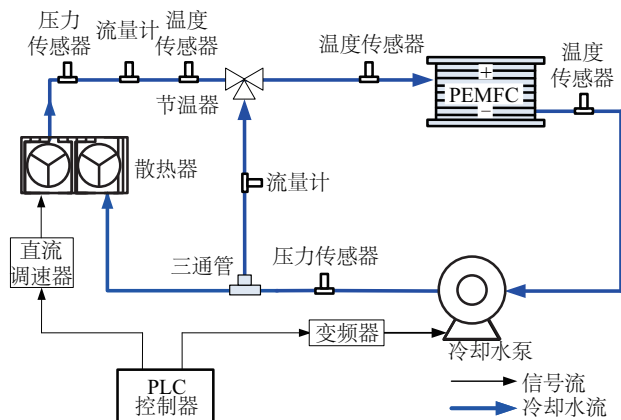 压力
传感器
流量计
温度
传感器
温度传感器
温度
传感器
节温器
+
PEMFC
−
散热器
流量计
直流
调速器
三通管
压力传感器
变频器
冷却水泵
PLC
控制器
信号流
冷却水流